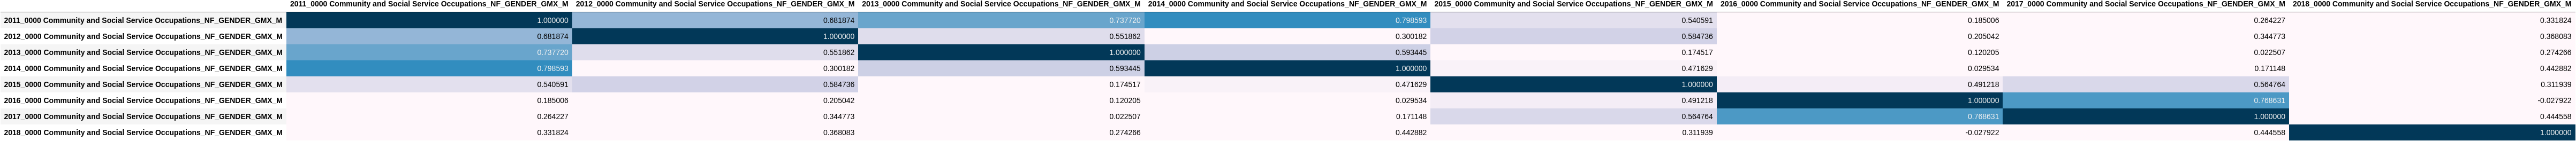 2011_0000 Community and Social Service Occupations_NF_GENDER_GMX_M 2012_0000 Community and Social Service Occupations_NF_GENDER_GMX_M 2013_0000 Community and Social Service Occupations_NF_GENDER_GMX_M 2014_0000 Community and Social Service Occupations_NF_GENDER_GMX_M 2015_0000 Community and Social Service Occupations_NF_GENDER_GMX_M 2016_0000 Community and Social Service Occupations_NF_GENDER_GMX_M 2017_0000 Community and Social Service Occupations_NF_GENDER_GMX_M 2018_0000 Community and Social Service Occupations_NF_GENDER_GMX_M
2011_0000 Community and Social Service Occupations_NF_GENDER_GMX_M 1.000000 0.681874 0.737720 0.798593 0.540591 0.185006 0.264227 0.331824
2012_0000 Community and Social Service Occupations_NF_GENDER_GMX_M 0.681874 1.000000 0.551862 0.300182 0.584736 0.205042 0.344773 0.368083
2013_0000 Community and Social Service Occupations_NF_GENDER_GMX_M 0.737720 0.551862 1.000000 0.593445 0.174517 0.120205 0.022507 0.274266
2014_0000 Community and Social Service Occupations_NF_GENDER_GMX_M 0.798593 0.300182 0.593445 1.000000 0.471629 0.029534 0.171148 0.442882
2015_0000 Community and Social Service Occupations_NF_GENDER_GMX_M 0.540591 0.584736 0.174517 0.471629 1.000000 0.491218 0.564764 0.311939
2016_0000 Community and Social Service Occupations_NF_GENDER_GMX_M 0.185006 0.205042 0.120205 0.029534 0.491218 1.000000 0.768631 -0.027922
2017_0000 Community and Social Service Occupations_NF_GENDER_GMX_M 0.264227 0.344773 0.022507 0.171148 0.564764 0.768631 1.000000 0.444558
2018_0000 Community and Social Service Occupations_NF_GENDER_GMX_M 0.331824 0.368083 0.274266 0.442882 0.311939 -0.027922 0.444558 1.000000